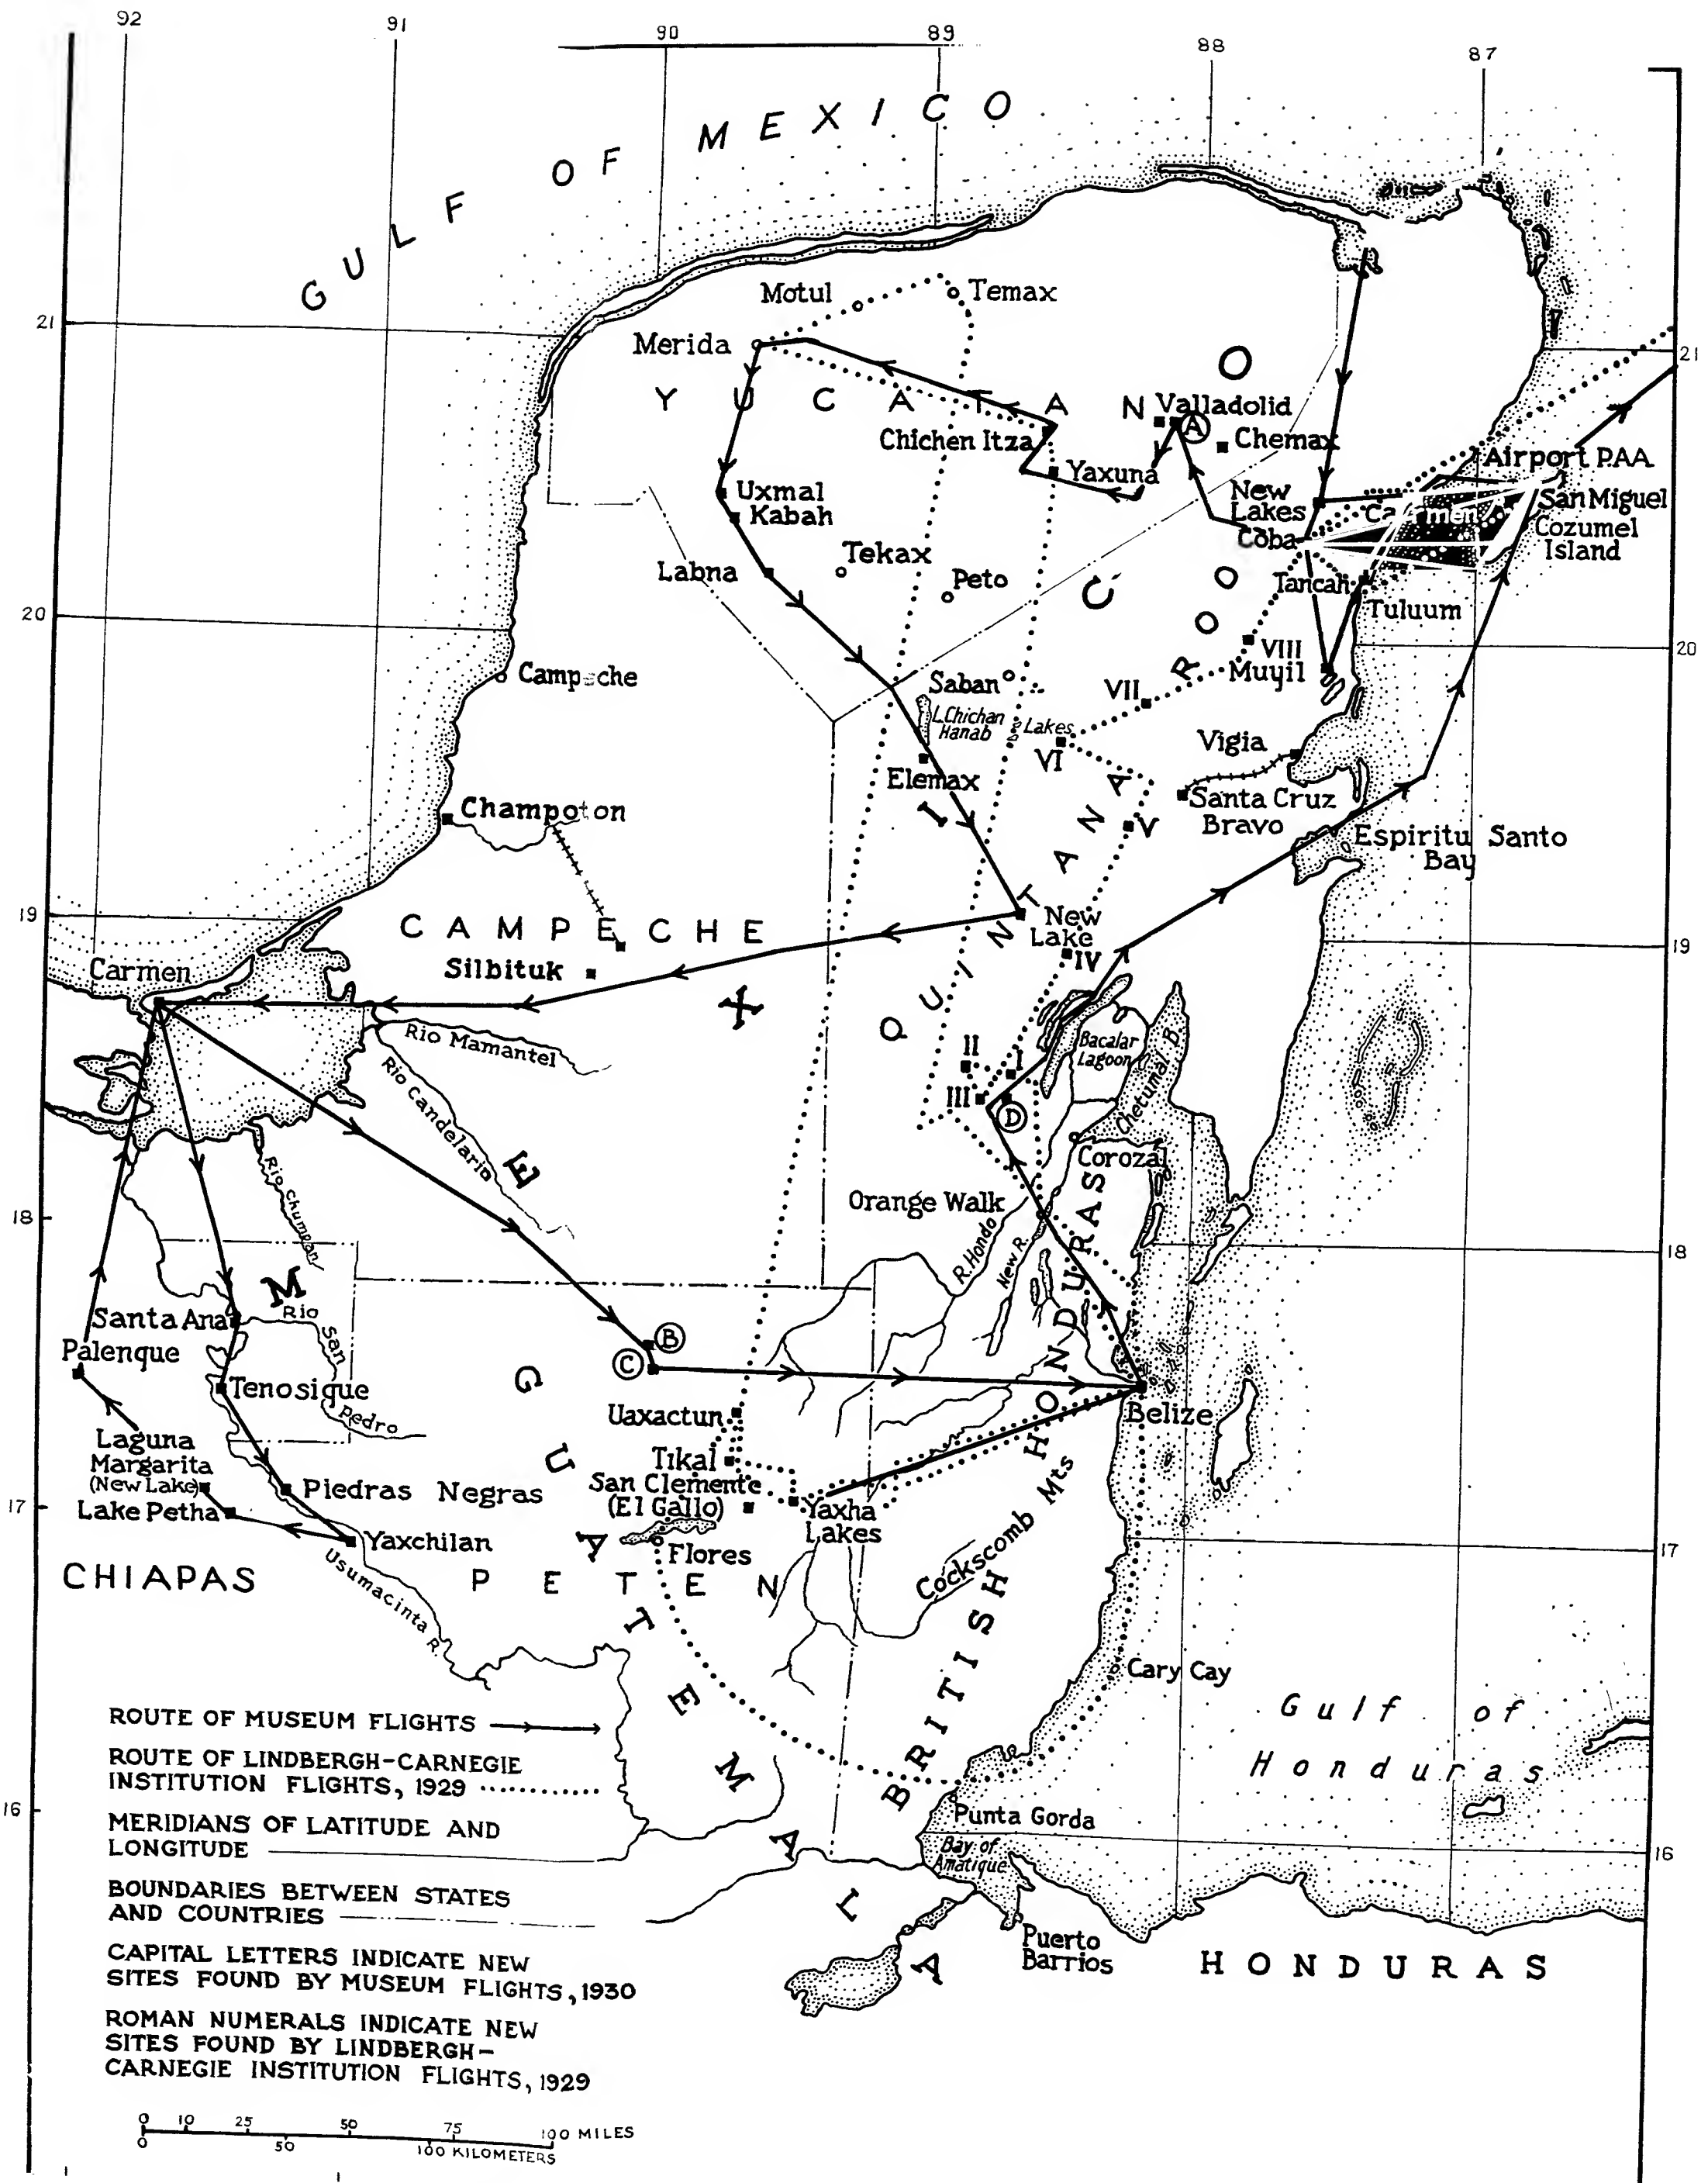 92
91
90
89
88
87
GULF OF MEXICO
21
21
20
20
19
19
18
18
17
17
16
16
Motul
Temax
Merida
YUCATAN
Valladolid
A
Chemax
Chichen Itza
Yaxuna
Airport P.A.A.
San Miguel
Cozumel
Island
New
Lakes
Coba
Carmen
Uxmal
Kabah
Tekax
Labna
Peto
Tancah
Tuluum
VIII
Muyil
VII
Campeche
Saban
L. Chichan
Hanab
Lakes
VI
Vigia
Elemax
Santa Cruz
Bravo
V
Champoton
Espiritu Santo
Bay
QUINTANA ROO
MEXICO
CAMPECHE
New
Lake
IV
Silbituk
Carmen
Rio Mamantel
Rio Candelaria
Rio Chumpan
Bacalar
Lagoon
Chetumal B.
II
I
III
D
Corozal
Orange Walk
R. Hondo
New R.
Santa Ana
Rio San Pedro
Palenque
B
C
Tenosique
Belize
Uaxactun
Tikal
San Clemente
(El Gallo)
Yaxha
Lakes
Laguna
Margarita
(New Lake)
Piedras Negras
Lake Petha
Yaxchilan
Flores
Cockscomb Mts
CHIAPAS
Usumacinta R.
PETEN
GUATEMALA
BRITISH HONDURAS
Cary Cay
Gulf of
Honduras
Punta Gorda
Bay of
Amatique
Puerto
Barrios
HONDURAS
ROUTE OF MUSEUM FLIGHTS
ROUTE OF LINDBERGH-CARNEGIE
INSTITUTION FLIGHTS, 1929
MERIDIANS OF LATITUDE AND
LONGITUDE
BOUNDARIES BETWEEN STATES
AND COUNTRIES
CAPITAL LETTERS INDICATE NEW
SITES FOUND BY MUSEUM FLIGHTS, 1930
ROMAN NUMERALS INDICATE NEW
SITES FOUND BY LINDBERGH-
CARNEGIE INSTITUTION FLIGHTS, 1929
0 10 25 50 75 100 MILES
0 50 100 KILOMETERS